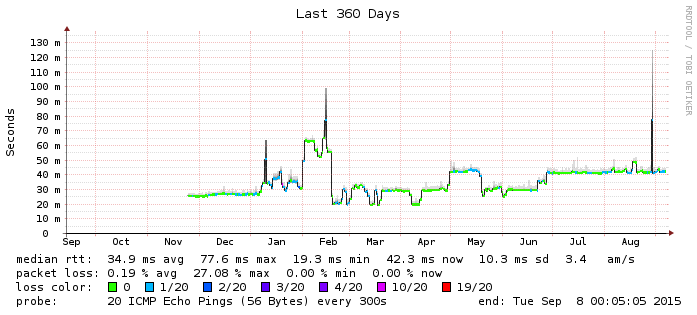 Last 360 Days
RRDTOOL / TOBI OETIKER
Seconds
130 m
120 m
110 m
100 m
90 m
80 m
70 m
60 m
50 m
40 m
30 m
20 m
10 m
0
Sep Oct Nov Dec Jan Feb Mar Apr May Jun Jul Aug
median rtt: 34.9 ms avg 77.6 ms max 19.3 ms min 42.3 ms now 10.3 ms sd 3.4 am/s
packet loss: 0.19 % avg 27.08 % max 0.00 % min 0.00 % now
loss color: 0 1/20 2/20 3/20 4/20 10/20 19/20
probe: 20 ICMP Echo Pings (56 Bytes) every 300s end: Tue Sep 8 00:05:05 2015